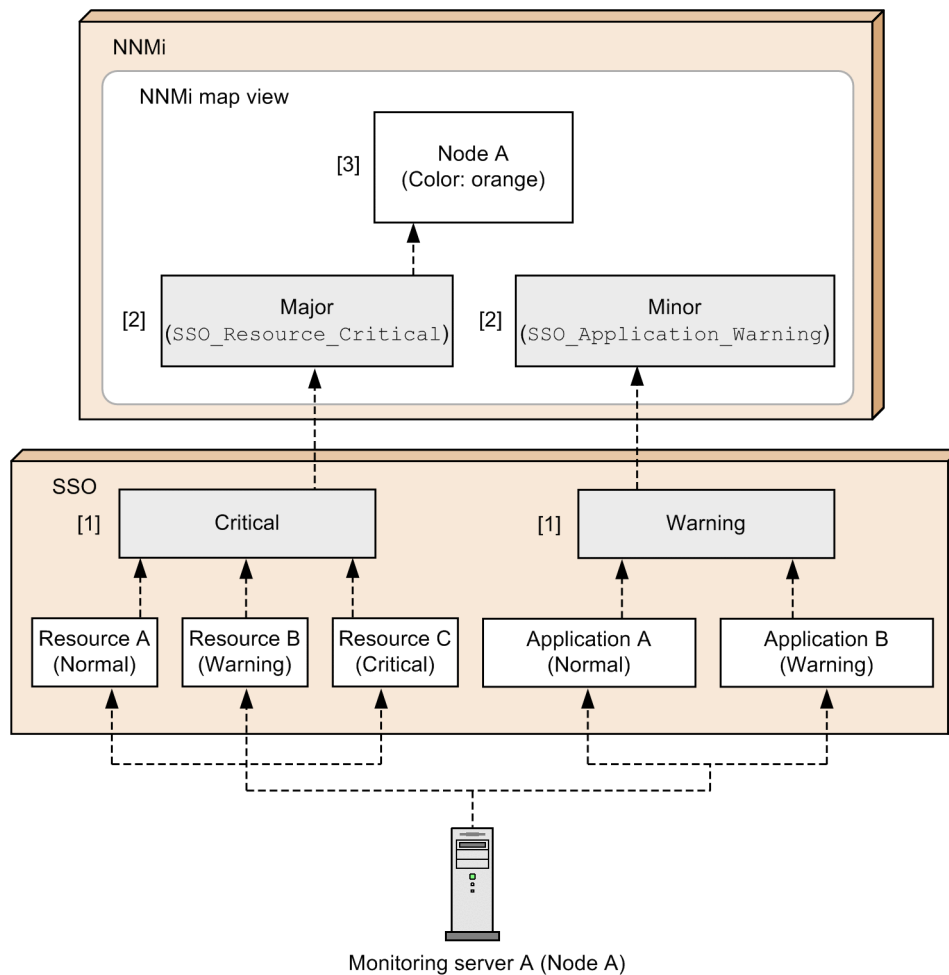 NNMi
NNMi map view
[3]
Node A
(Color: orange)
[2]
Major
(SSO_Resource_Critical)
[2]
Minor
(SSO_Application_Warning)
SSO
[1]
Critical
[1]
Warning
Resource A
(Normal)
Resource B
(Warning)
Resource C
(Critical)
Application A
(Normal)
Application B
(Warning)
Monitoring server A (Node A)